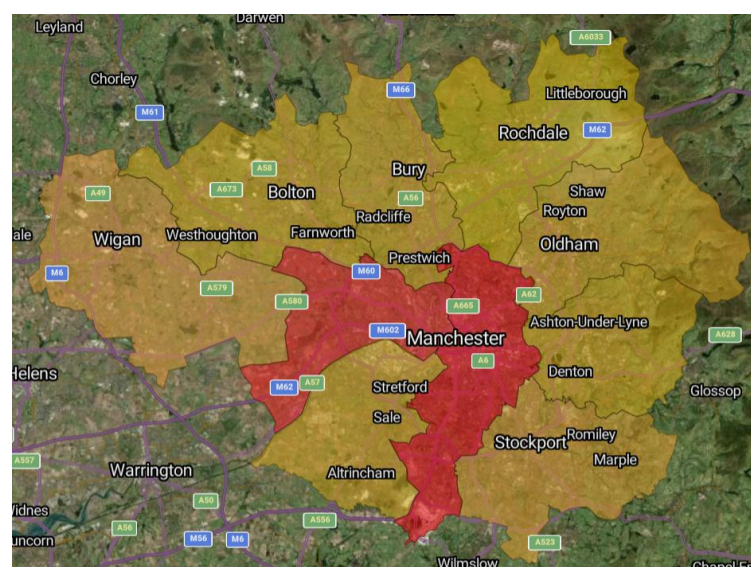 Leyland
Darwen
A6033
Chorley
M66
Littleborough
M61
Rochdale
M62
A58
Bury
A49
A673
Bolton
A56
Shaw
Radcliffe
Royton
Wigan
Westhoughton
Farnworth
Oldham
Prestwich
M6
M60
A579
A580
A665
A62
Ashton-Under-Lyne
M602
Manchester
A628
A6
Helens
Denton
M62
A57
Stretford
Glossop
Sale
Stockport
Romiley
A557
Warrington
Altrincham
Marple
A50
A556
A56
M56
M6
A523
Wilmslow